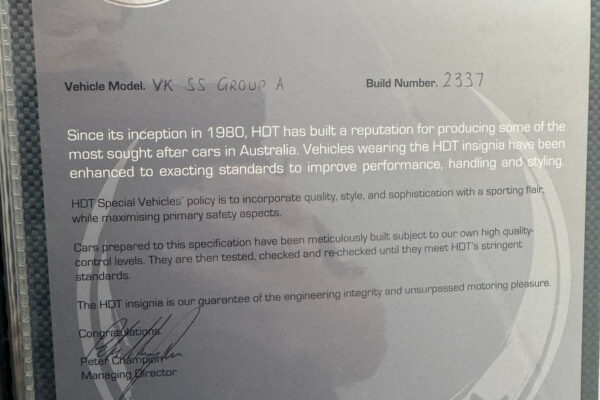 Vehicle Model. VK SS GROUP A Build Number. 2337
Since its inception in 1980, HDT has built a reputation for producing some of the
most sought after cars in Australia. Vehicles wearing the HDT insignia have been
enhanced to exacting standards to improve performance, handling and styling.
HDT Special Vehicles' policy is to incorporate quality, style, and sophistication with a sporting flair,
while maximising primary safety aspects.
Cars prepared to this specification have been meticulously built subject to our own high quality-
control levels. They are then tested, checked and re-checked until they meet HDT's stringent
standards.
The HDT insignia is our guarantee of the engineering integrity and unsurpassed motoring pleasure.
Congratulations.
Peter Champion
Managing Director